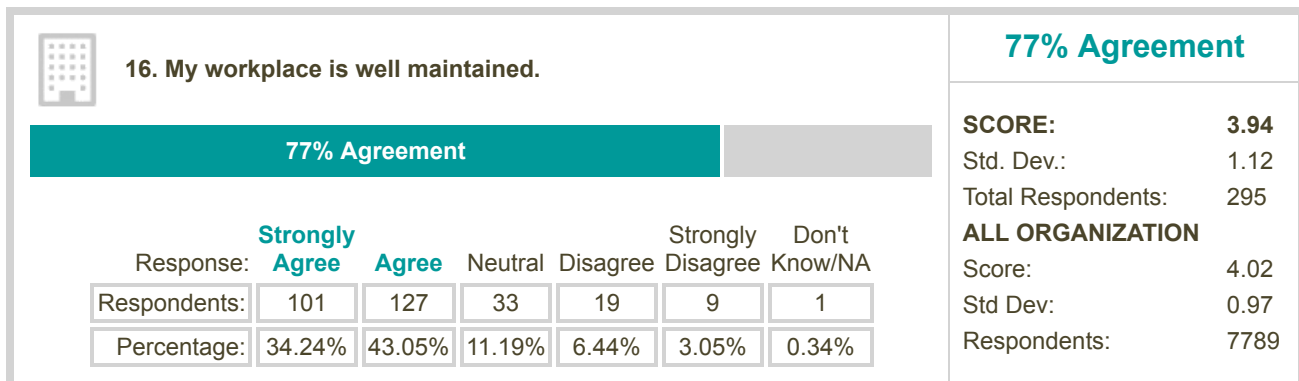 16. My workplace is well maintained.
77% Agreement
Response: Strongly Agree Agree Neutral Disagree Strongly Disagree Don't Know/NA
Respondents: 101 127 33 19 9 1
Percentage: 34.24% 43.05% 11.19% 6.44% 3.05% 0.34%
77% Agreement
SCORE: 3.94
Std. Dev.: 1.12
Total Respondents: 295
ALL ORGANIZATION
Score: 4.02
Std Dev: 0.97
Respondents: 7789